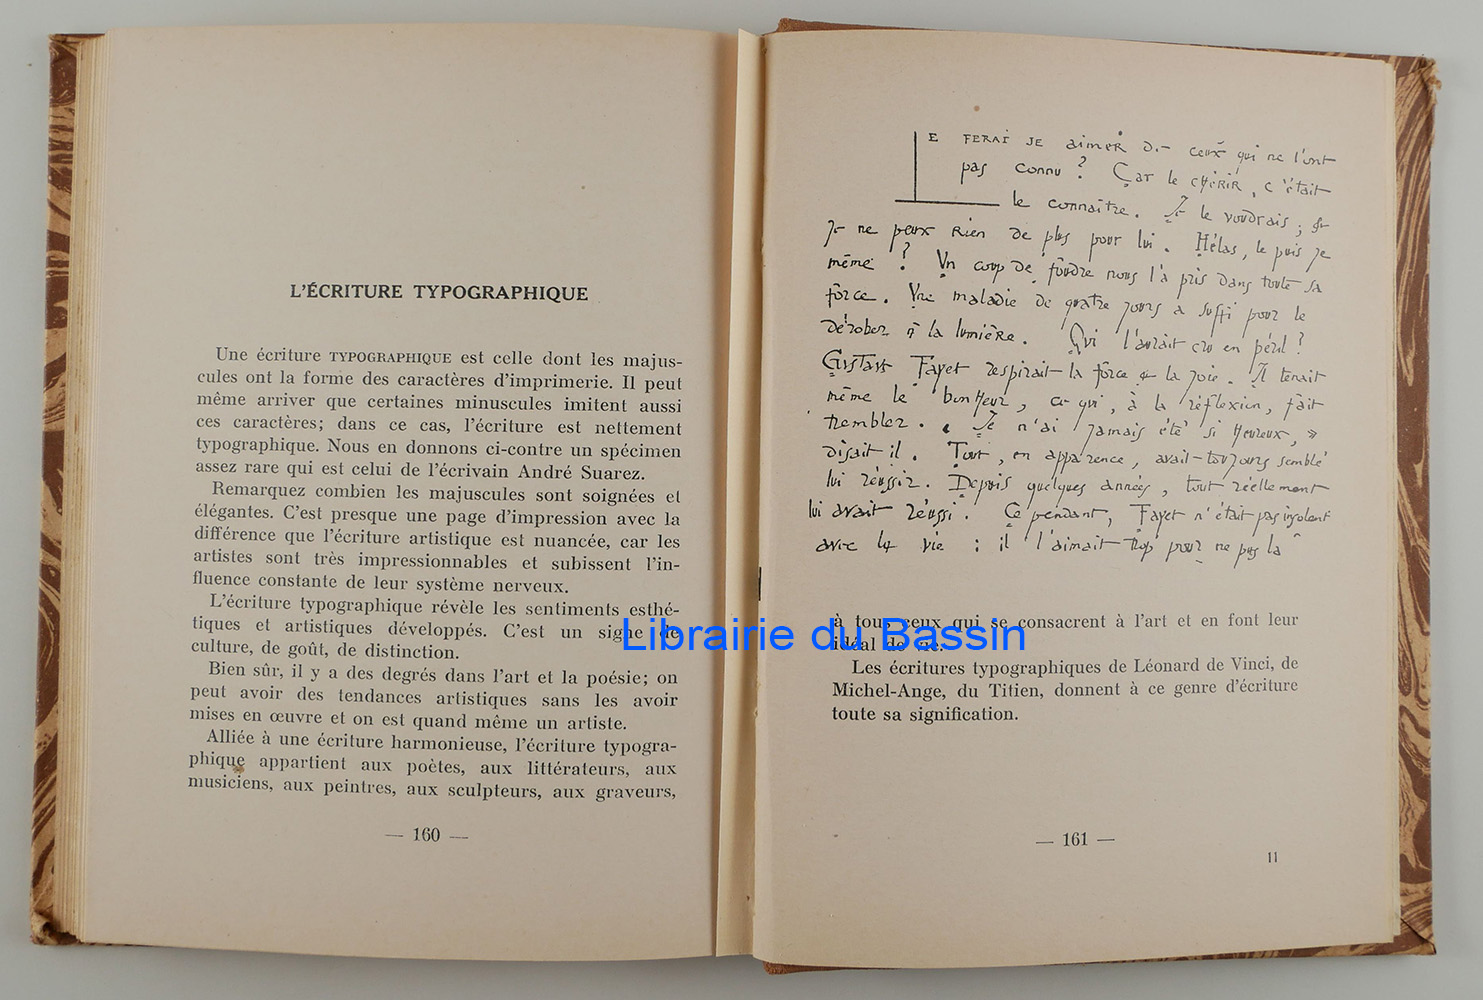 L'ÉCRITURE TYPOGRAPHIQUE
Une écriture TYPOGRAPHIQUE est celle dont les majus-
cules ont la forme des caractères d'imprimerie. Il peut
même arriver que certaines minuscules imitent aussi
ces caractères; dans ce cas, l'écriture est nettement
typographique. Nous en donnons ci-contre un spécimen
assez rare qui est celui de l'écrivain André Suarez.
Remarquez combien les majuscules sont soignées et
élégantes. C'est presque une page d'impression avec la
différence que l'écriture artistique est nuancée, car les
artistes sont très impressionnables et subissent l'in-
fluence constante de leur système nerveux.
L'écriture typographique révèle les sentiments esthé-
tiques et artistiques développés. C'est un signe de
culture, de goût, de distinction.
Bien sûr, il y a des degrés dans l'art et la poésie; on
peut avoir des tendances artistiques sans les avoir
mises en œuvre et on est quand même un artiste.
Alliée à une écriture harmonieuse, l'écriture typogra-
phique appartient aux poètes, aux littérateurs, aux
musiciens, aux peintres, aux sculpteurs, aux graveurs,
— 160 —
LE FERAI JE aimER De ceux qui ne l'ont
pas connu ? Car le CHÉRIR, c'était
le connaître. Je le voudrais, &
Je ne peux Rien de plus pour lui. Hélas, le puis je
même ? Un coup de foudre nous l'a pris dans toute sa
force. Une maladie de quatre jours a suffi pour le
dérober à la lumière. Qui l'aurait cru en péril ?
Gustave Fayet respirait la force & la joie. Il tenait
même le bonheur, ce qui, à la réflexion, fait
trembler. « Je n'ai jamais été si heureux, »
disait il. Tout, en apparence, avait toujours semblé
lui réussir. Depuis quelques années, tout réellement
lui avait réussi. Cependant, Fayet n'était pas insolent
avec la vie : il l'aimait trop pour ne pas la
à tous ceux qui se consacrent à l'art et en font leur
idéal de vie.
Les écritures typographiques de Léonard de Vinci, de
Michel-Ange, du Titien, donnent à ce genre d'écriture
toute sa signification.
— 161 —
11
Librairie du Bassin